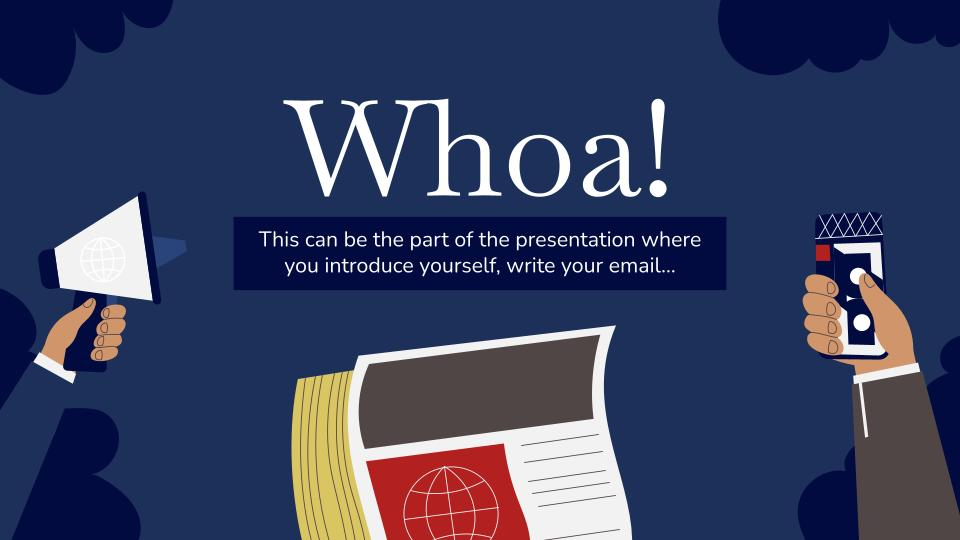 Whoa!
This can be the part of the presentation where
you introduce yourself, write your email...